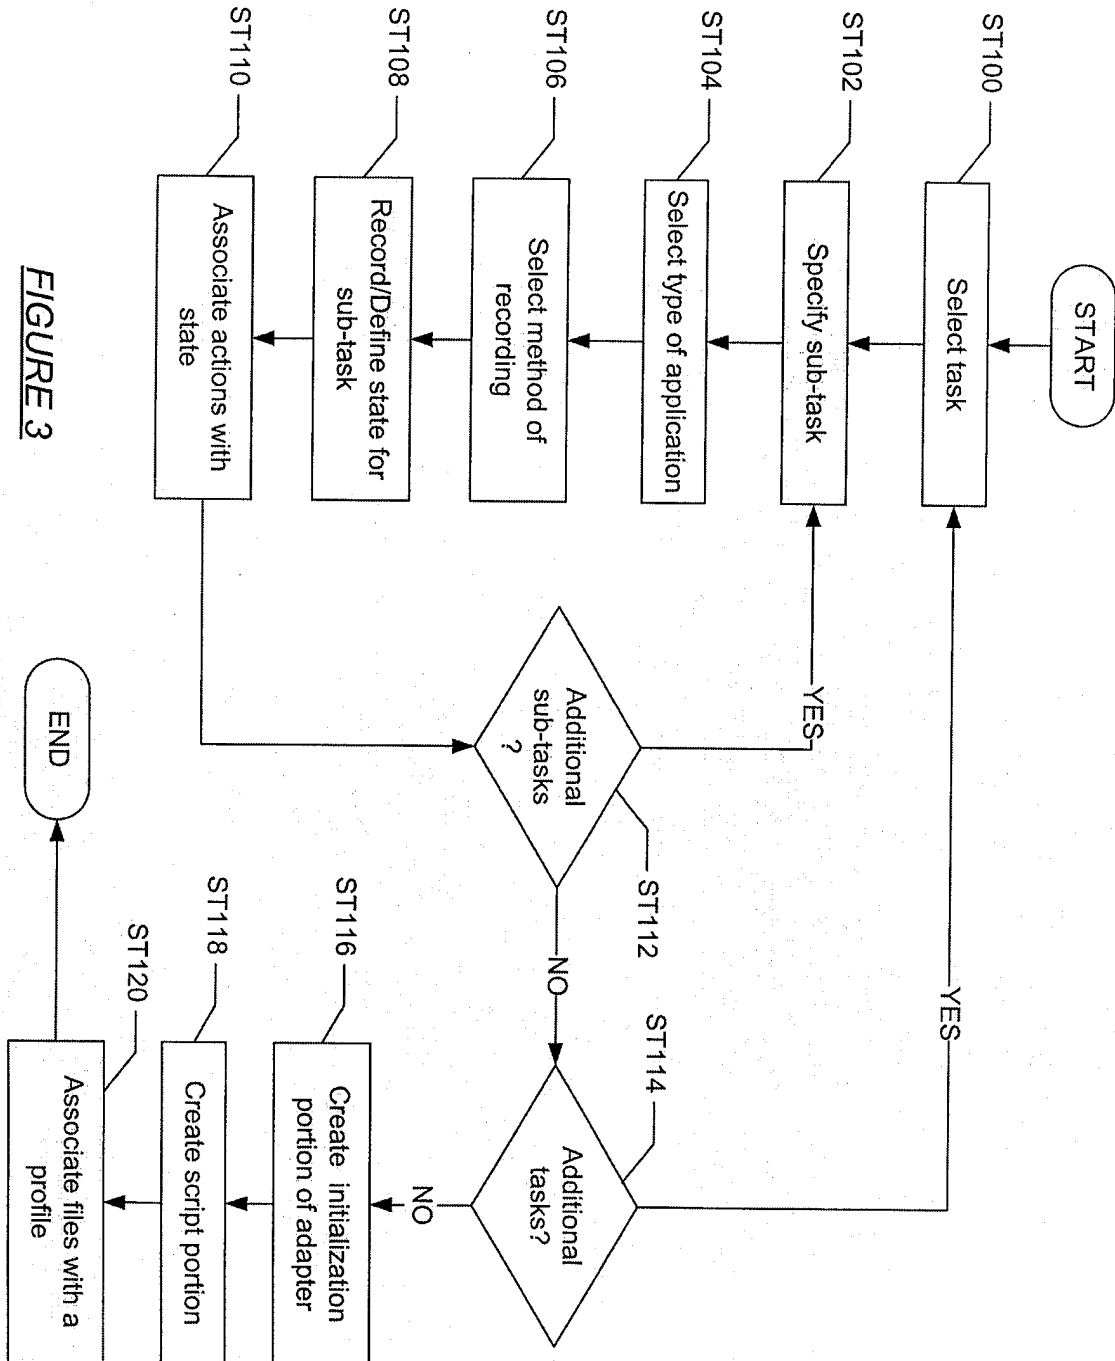 START
ST100
Select task
ST102
Specify sub-task
ST104
Select type of application
ST106
Select method of
recording
ST108
Record/Define state for
sub-task
ST110
Associate actions with
state
YES
Additional
sub-tasks
?
ST112
NO
YES
ST114
Additional
tasks?
NO
ST116
Create initialization
portion of adapter
ST118
Create script portion
ST120
Associate files with a
profile
END
FIGURE 3